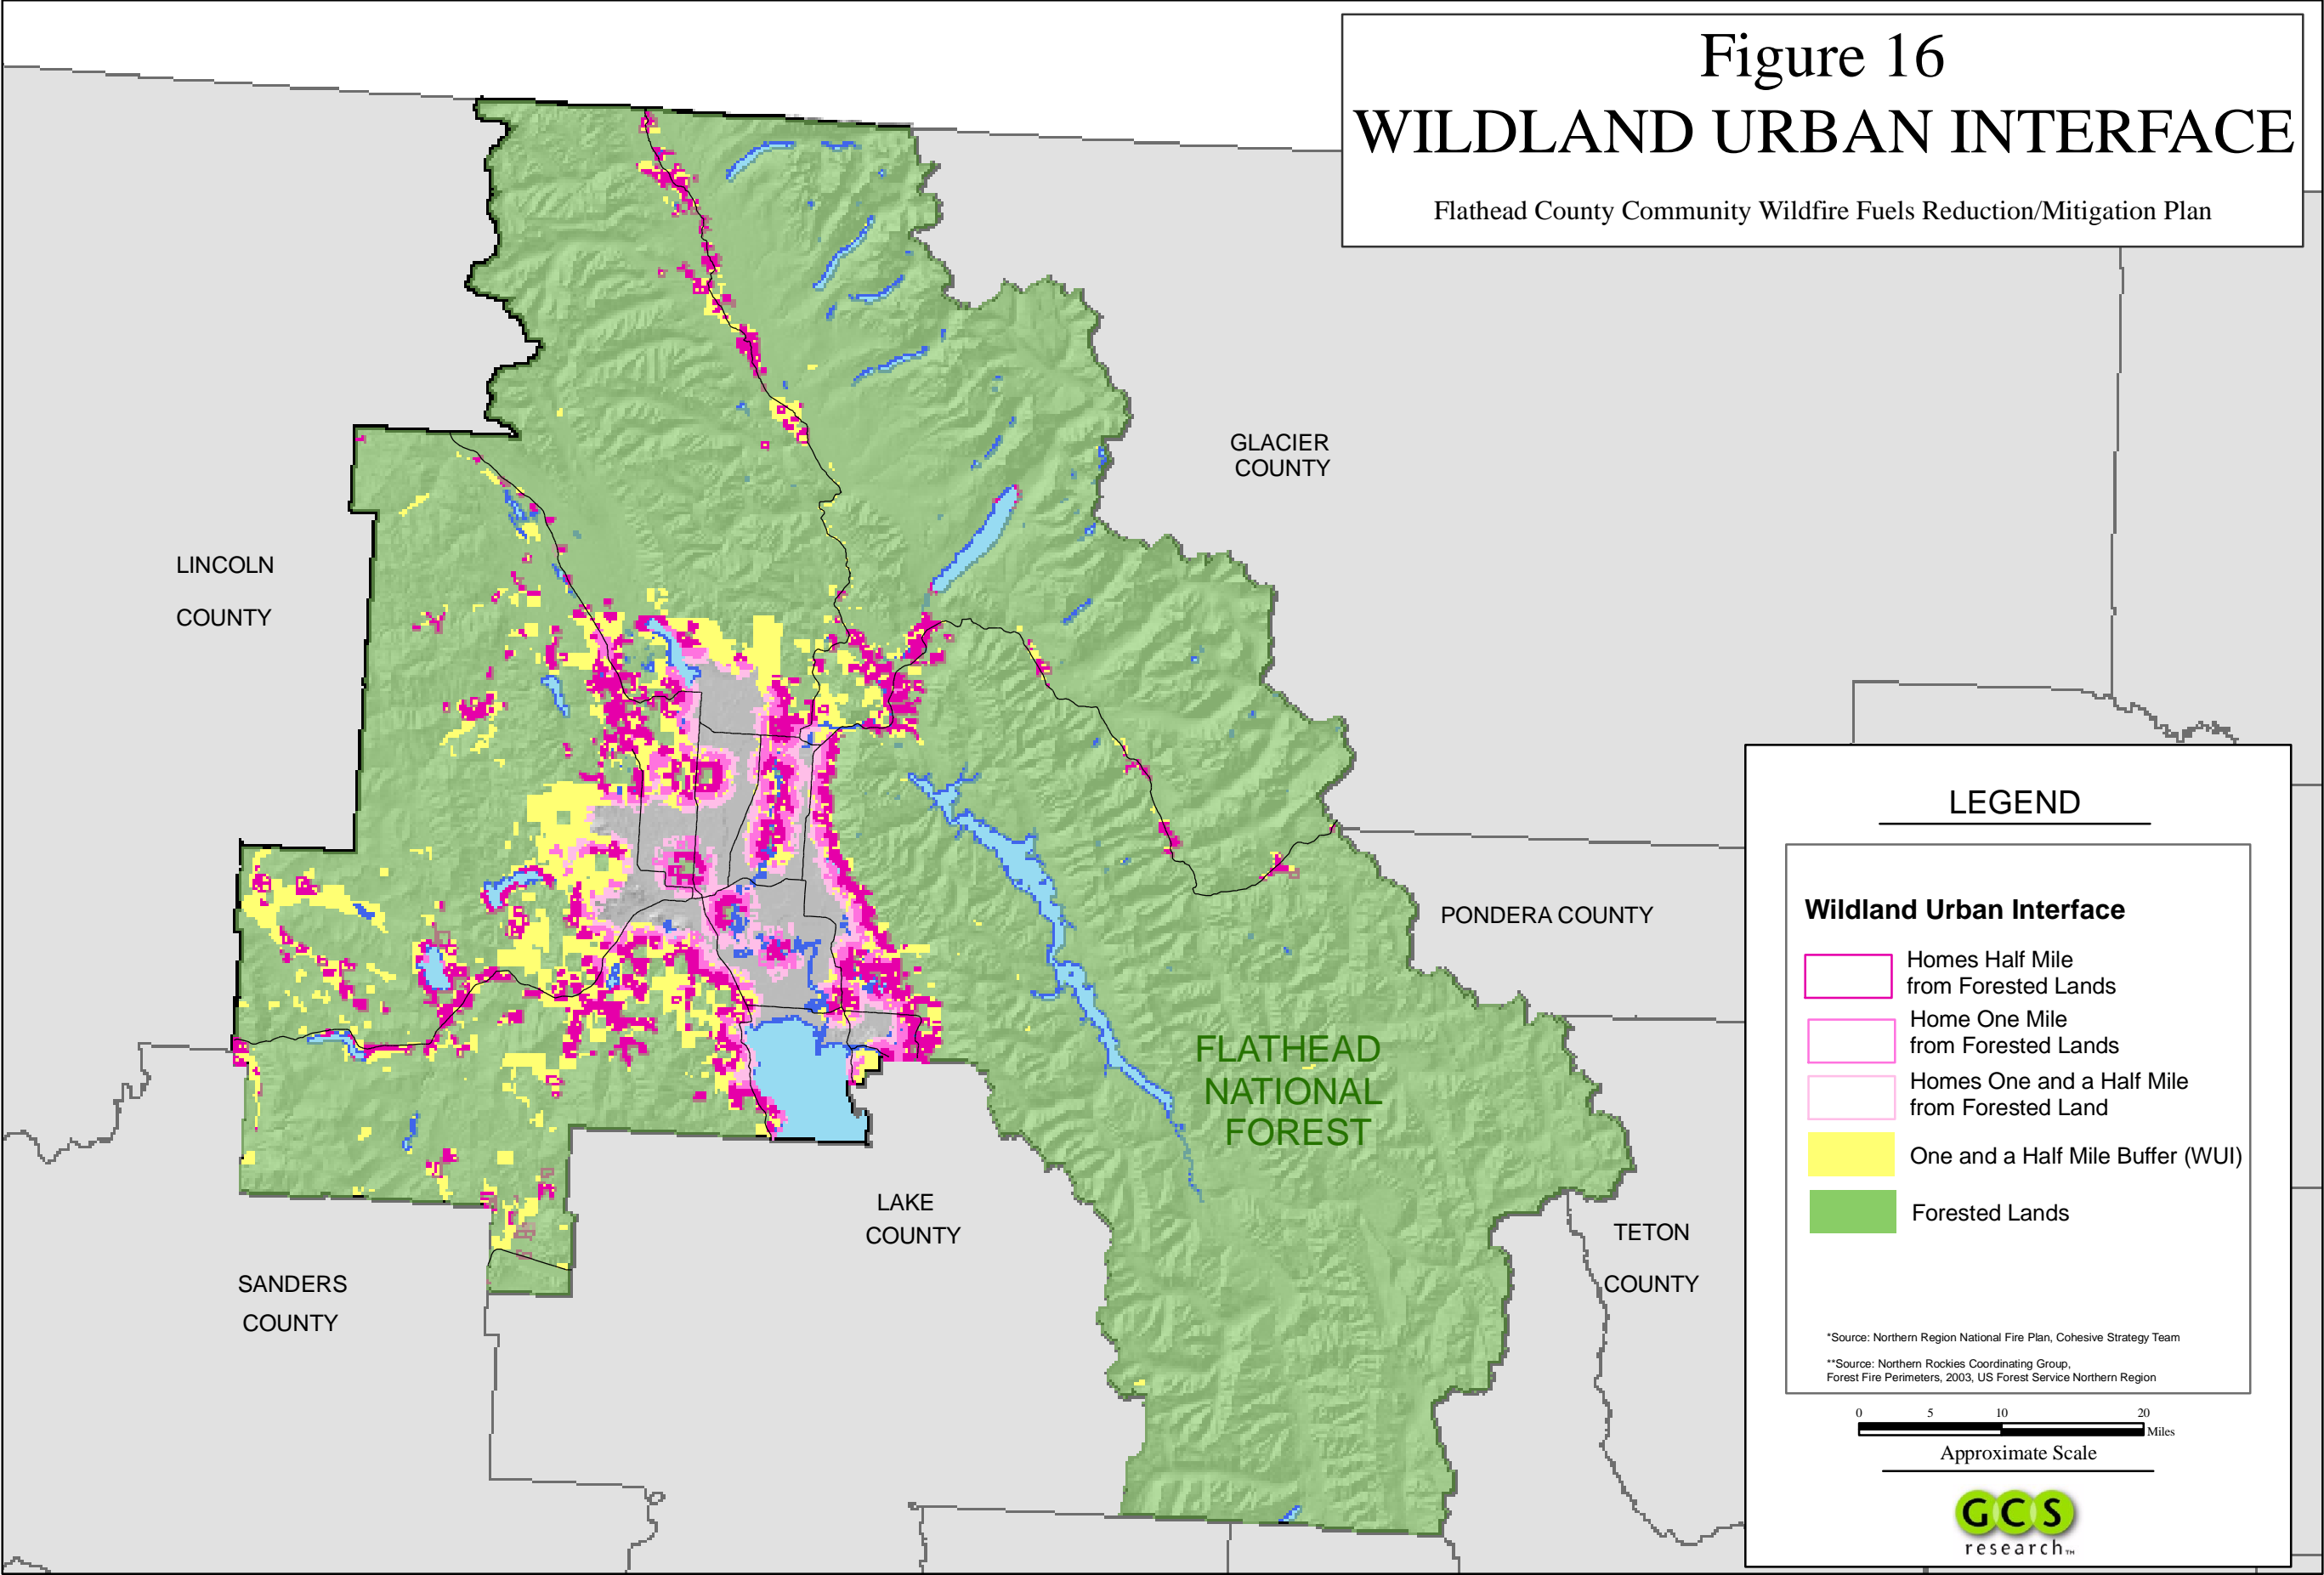 Figure 16
WILDLAND URBAN INTERFACE
Flathead County Community Wildfire Fuels Reduction/Mitigation Plan
GLACIER
COUNTY
LINCOLN
COUNTY
PONDERA COUNTY
FLATHEAD
NATIONAL
FOREST
LAKE
COUNTY
TETON
COUNTY
SANDERS
COUNTY
LEGEND
Wildland Urban Interface
Homes Half Mile
from Forested Lands
Home One Mile
from Forested Lands
Homes One and a Half Mile
from Forested Land
One and a Half Mile Buffer (WUI)
Forested Lands
*Source: Northern Region National Fire Plan, Cohesive Strategy Team
**Source: Northern Rockies Coordinating Group,
Forest Fire Perimeters, 2003, US Forest Service Northern Region
0 5 10 20
Miles
Approximate Scale
GCS
research™